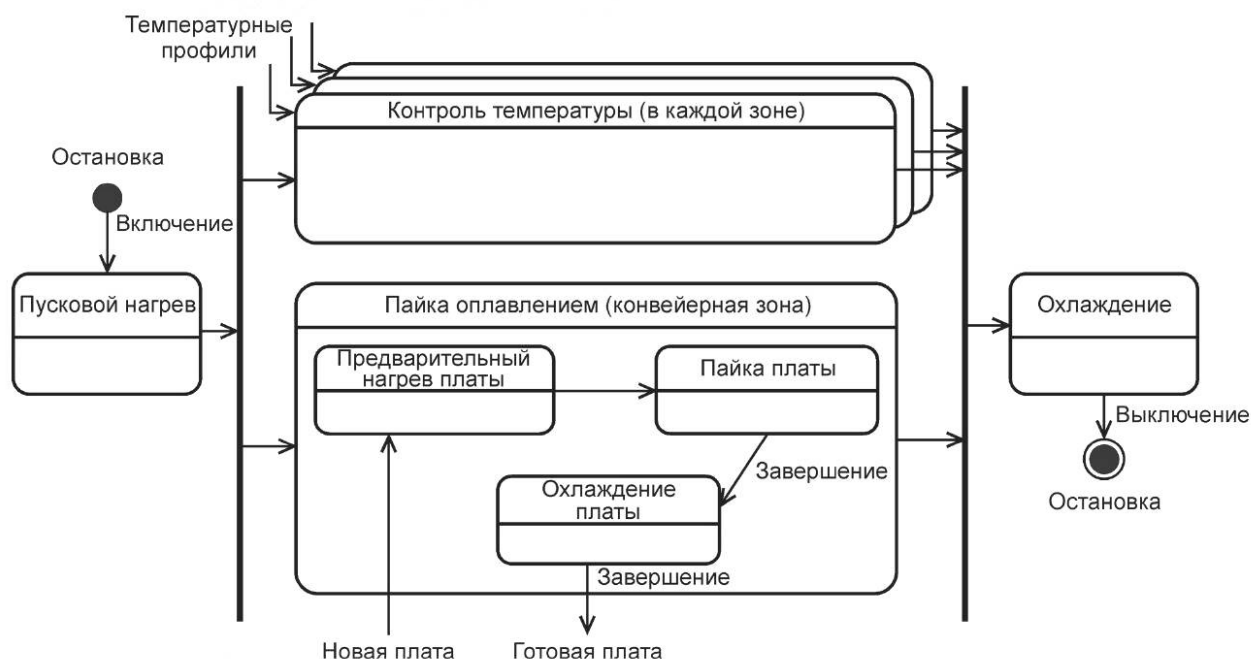 Температурные
профили
Контроль температуры (в каждой зоне)
Остановка
Включение
Пусковой нагрев
Пайка оплавлением (конвейерная зона)
Предварительный
нагрев платы
Пайка платы
Завершение
Охлаждение
платы
Завершение
Новая плата
Готовая плата
Охлаждение
Выключение
Остановка